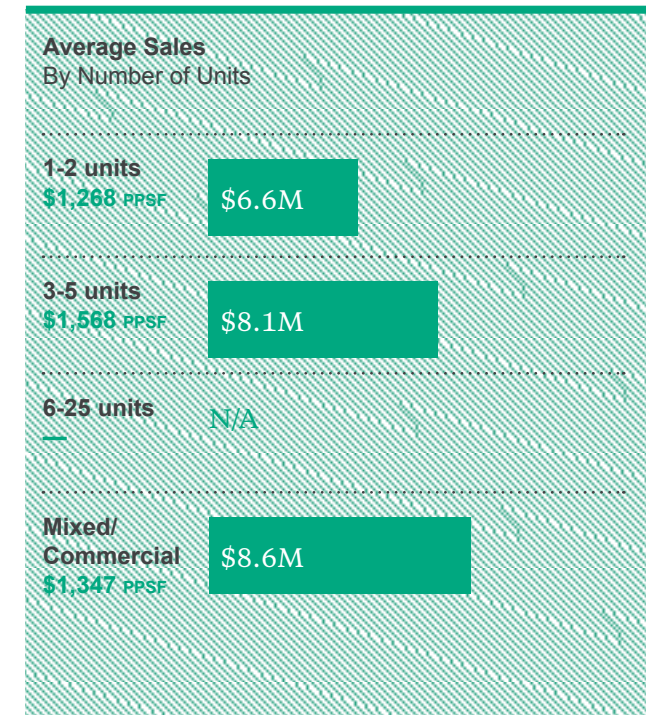 Average Sales
By Number of Units
1-2 units
$1,268 PPSF
$6.6M
3-5 units
$1,568 PPSF
$8.1M
6-25 units
—
N/A
Mixed/
Commercial
$1,347 PPSF
$8.6M